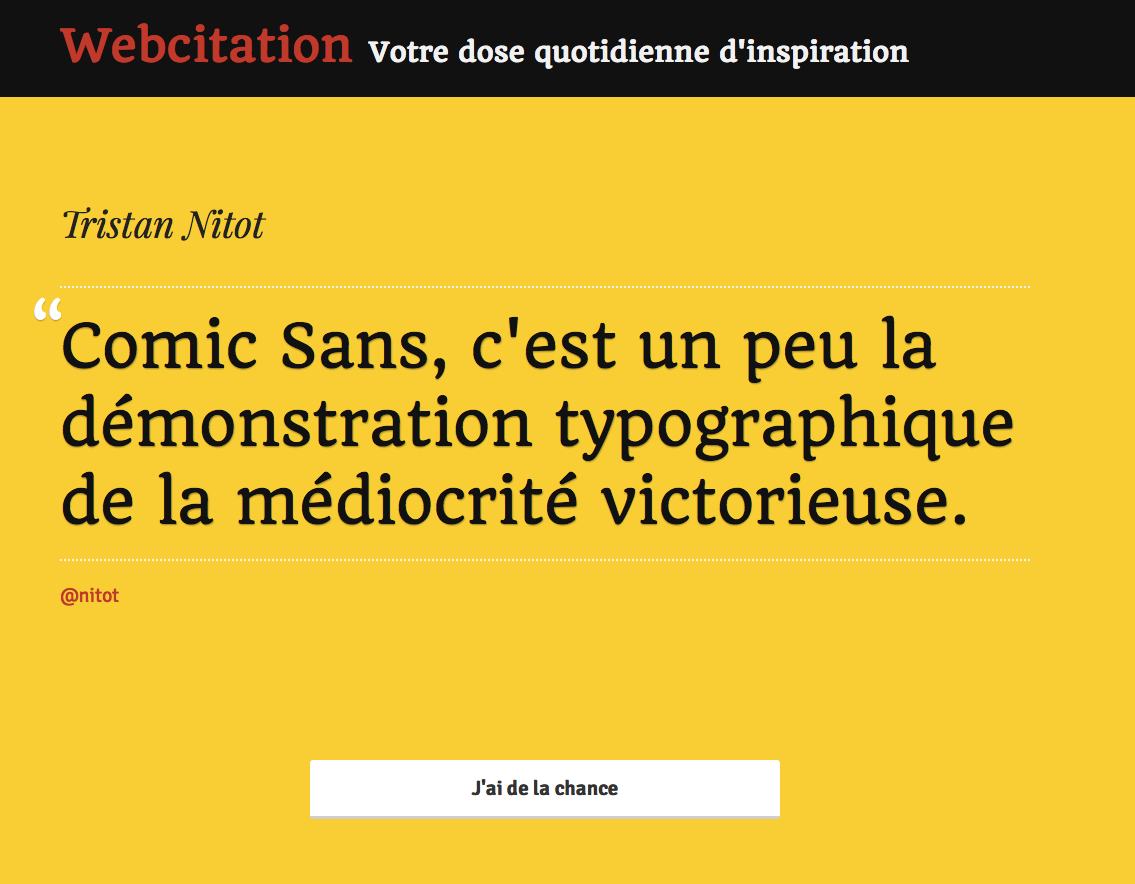 Webcitation Votre dose quotidienne d'inspiration
Tristan Nitot
“Comic Sans, c'est un peu la
démonstration typographique
de la médiocrité victorieuse.
@nitot
J'ai de la chance